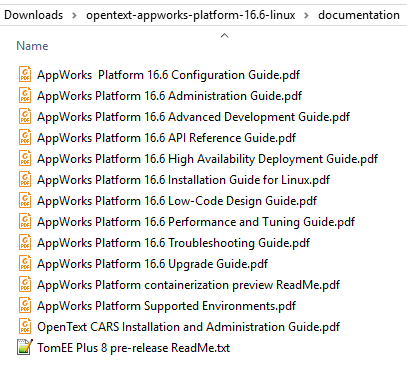 Downloads > opentext-appworks-platform-16.6-linux > documentation
Name
AppWorks  Platform 16.6 Configuration Guide.pdf
AppWorks Platform 16.6 Administration Guide.pdf
AppWorks Platform 16.6 Advanced Development Guide.pdf
AppWorks Platform 16.6 API Reference Guide.pdf
AppWorks Platform 16.6 High Availability Deployment Guide.pdf
AppWorks Platform 16.6 Installation Guide for Linux.pdf
AppWorks Platform 16.6 Low-Code Design Guide.pdf
AppWorks Platform 16.6 Performance and Tuning Guide.pdf
AppWorks Platform 16.6 Troubleshooting Guide.pdf
AppWorks Platform 16.6 Upgrade Guide.pdf
AppWorks Platform containerization preview ReadMe.pdf
AppWorks Platform Supported Environments.pdf
OpenText CARS Installation and Administration Guide.pdf
TomEE Plus 8 pre-release ReadMe.txt